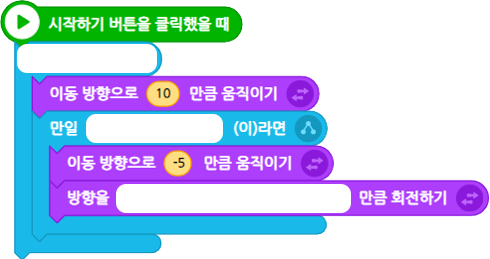 시작하기 버튼을 클릭했을 때
이동 방향으로 10 만큼 움직이기
만일 (이)라면
이동 방향으로 -5 만큼 움직이기
방향을 만큼 회전하기